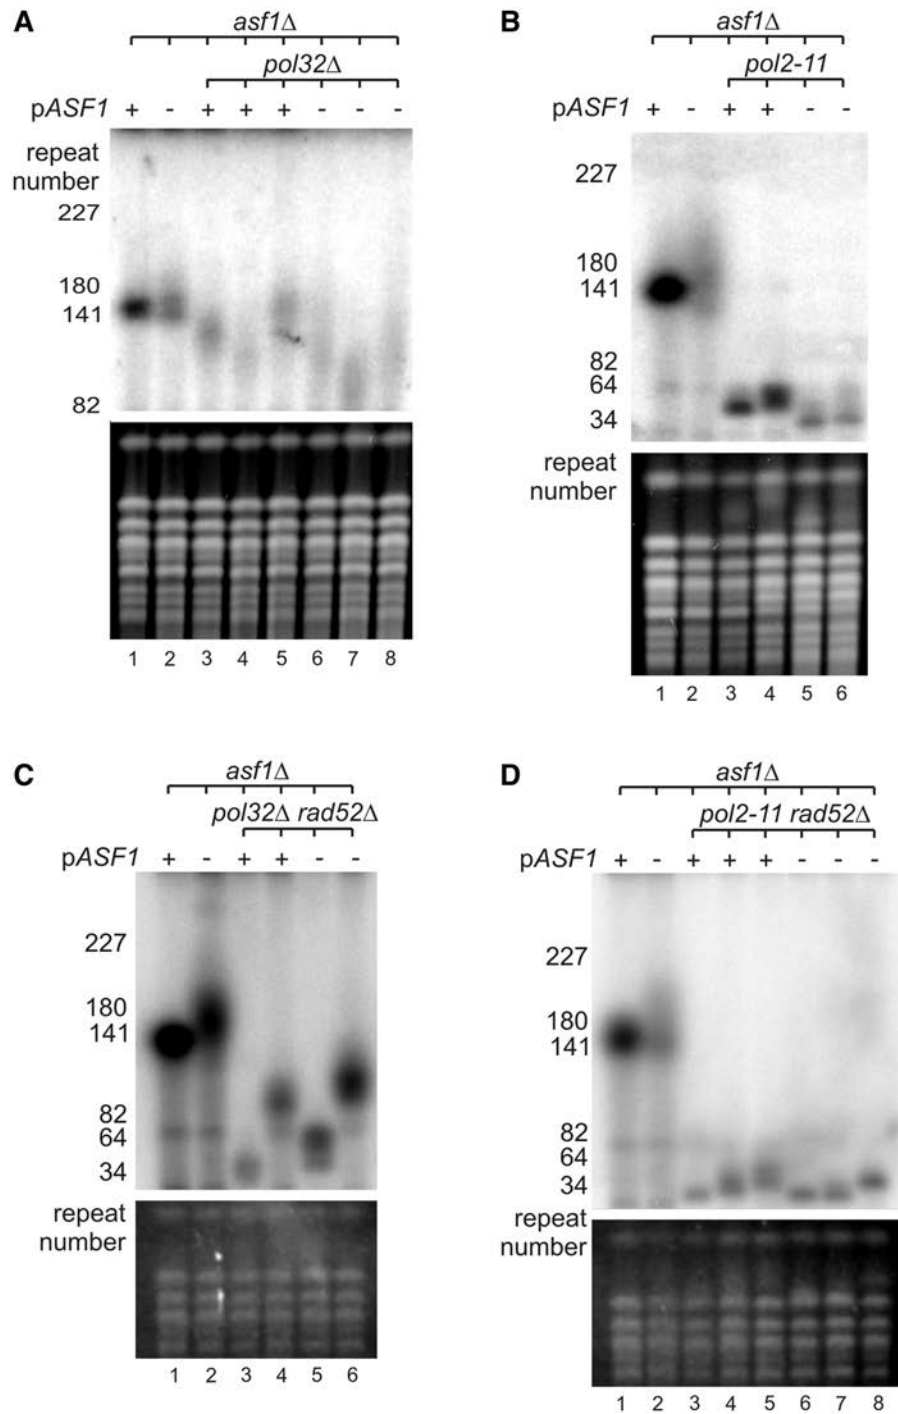 A
asf1Δ
pol32Δ
pASF1 + - + + + - - -
repeat
number
227
180
141
82
1 2 3 4 5 6 7 8
B
asf1Δ
pol2-11
pASF1 + - + + - -
227
180
141
82
64
34
repeat
number
1 2 3 4 5 6
C
asf1Δ
pol32Δ rad52Δ
pASF1 + - + + - -
227
180
141
82
64
34
repeat
number
1 2 3 4 5 6
D
asf1Δ
pol2-11 rad52Δ
pASF1 + - + + + - - -
227
180
141
82
64
34
repeat
number
1 2 3 4 5 6 7 8